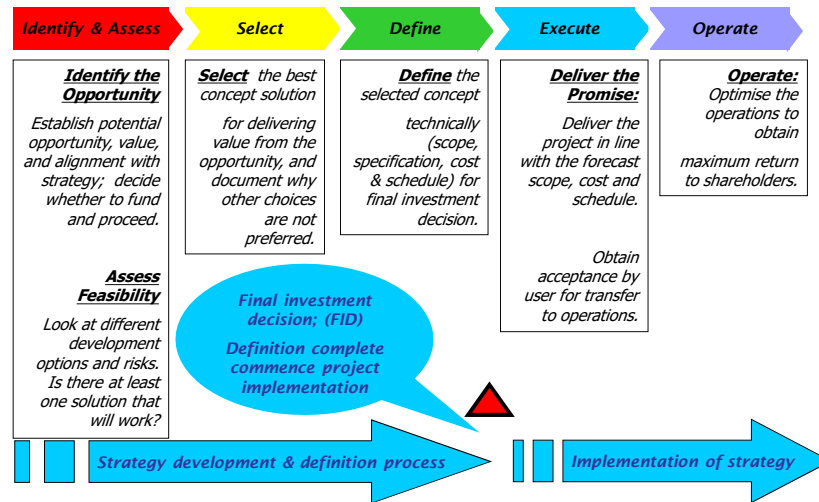 Identify & Assess
Select
Define
Execute
Operate
Identify the
Opportunity
Establish potential
opportunity, value,
and alignment with
strategy; decide
whether to fund
and proceed.
Assess
Feasibility
Look at different
development
options and risks.
Is there at least
one solution that
will work?
Select the best
concept solution
for delivering
value from the
opportunity, and
document why
other choices
are not
preferred.
Define the
selected concept
technically
(scope,
specification, cost
& schedule) for
final investment
decision.
Deliver the
Promise:
Deliver the
project in line
with the forecast
scope, cost and
schedule.
Obtain
acceptance by
user for transfer
to operations.
Operate:
Optimise the
operations to
obtain
maximum return
to shareholders.
Final investment
decision; (FID)
Definition complete
commence project
implementation
Strategy development & definition process
Implementation of strategy